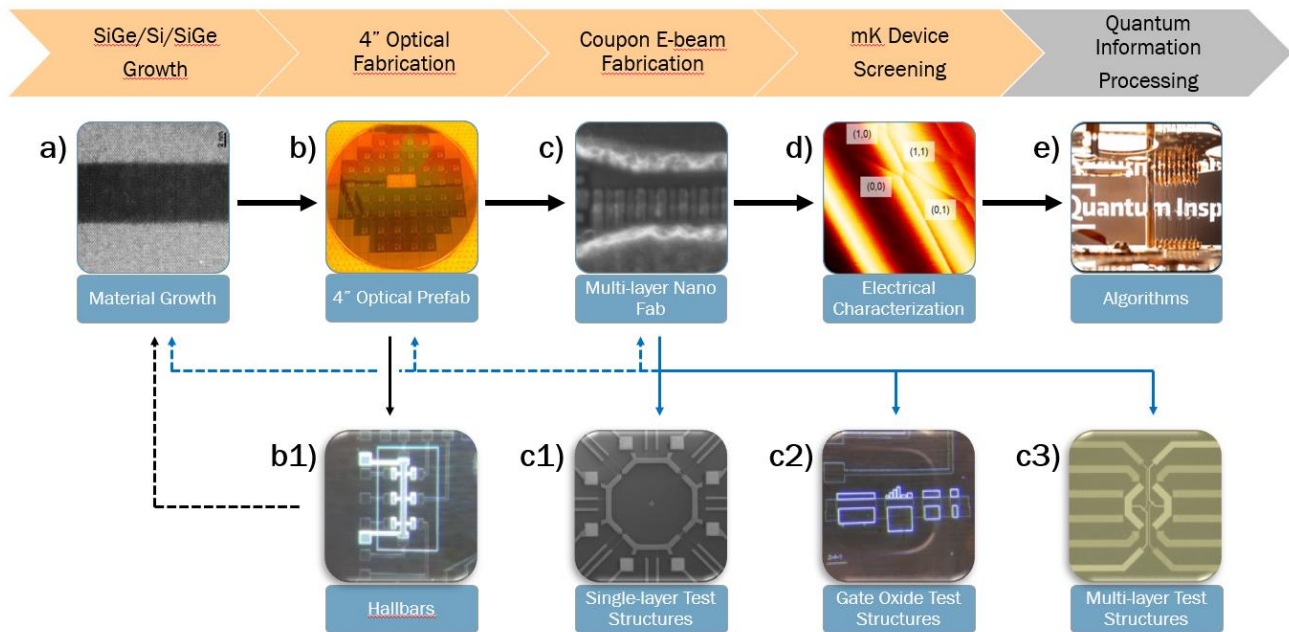 SiGe/Si/SiGe
Growth
4” Optical
Fabrication
Coupon E-beam
Fabrication
mK Device
Screening
Quantum
Information
Processing
a)
b)
c)
d)
e)
2 nm
(1,0)
(1,1)
(0,0)
(0,1)
Quantum Insp
Material Growth
4” Optical Prefab
Multi-layer Nano
Fab
Electrical
Characterization
Algorithms
b1)
c1)
c2)
c3)
Hallbars
Single-layer Test
Structures
Gate Oxide Test
Structures
Multi-layer Test
Structures